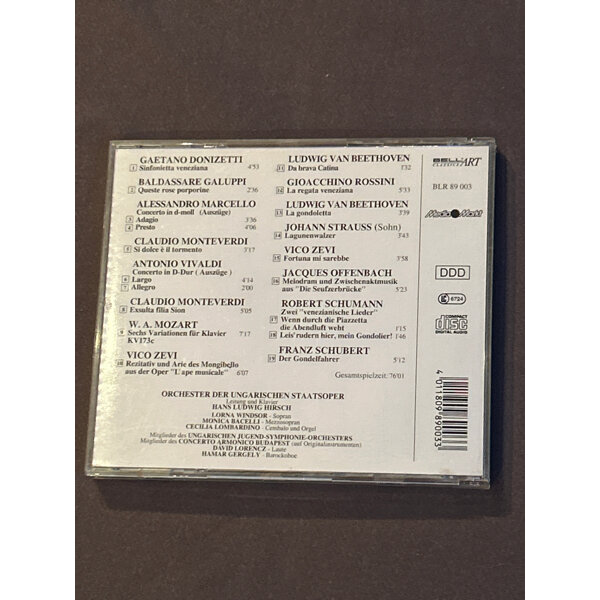 GAETANO DONIZETTI
1 Sinfonietta veneziana 4'53
BALDASSARE GALUPPI
2 Queste rose porporine 2'36
ALESSANDRO MARCELLO
Concerto in d-moll (Auszüge)
3 Adagio 3'36
4 Presto 4'06
CLAUDIO MONTEVERDI
5 Si dolce è il tormento 3'17
ANTONIO VIVALDI
Concerto in D-Dur (Auszüge )
6 Largo 4'14
7 Allegro 2'00
CLAUDIO MONTEVERDI
8 Exsulta filia Sion 5'05
W. A. MOZART
9 Sechs Variationen für Klavier 7'17
KV173c
VICO ZEVI
10 Rezitativ und Arie des Mongibello
aus der Oper "L'ape musicale" 6'07
LUDWIG VAN BEETHOVEN
11 Da brava Catina 1'32
GIOACCHINO ROSSINI
12 La regata veneziana 5'33
LUDWIG VAN BEETHOVEN
13 La gondoletta 3'39
JOHANN STRAUSS (Sohn)
14 Lagunenwalzer 3'43
VICO ZEVI
15 Fortuna mi sarebbe 3'58
JACQUES OFFENBACH
16 Melodram und Zwischenaktmusik
aus "Die Seufzerbrücke" 5'23
ROBERT SCHUMANN
Zwei "venezianische Lieder"
17 Wenn durch die Piazzetta
die Abendluft weht 1'15
18 Leis'rudern hier, mein Gondolier! 1'46
FRANZ SCHUBERT
19 Der Gondelfahrer 5'12
Gesamtspielzeit: 76'01
ORCHESTER DER UNGARISCHEN STAATSOPER
Leitung und Klavier
HANS LUDWIG HIRSCH
LORNA WINDSOR - Sopran
MONICA BACELLI - Mezzosopran
CECILIA LOMBARDINO - Cembalo und Orgel
Mitglieder des UNGARISCHEN JUGEND-SYMPHONIE-ORCHESTERS
Mitglieder des CONCERTO ARMONICO BUDAPEST (auf Originalinstrumenten)
DAVID LORENCZ - Laute
HAMAR GERGELY - Barockoboe
BELL'ART
CLASSICS
BLR 89 003
Media Markt
DDD
6724
COMPACT
disc
DIGITAL AUDIO
4 011809 890035